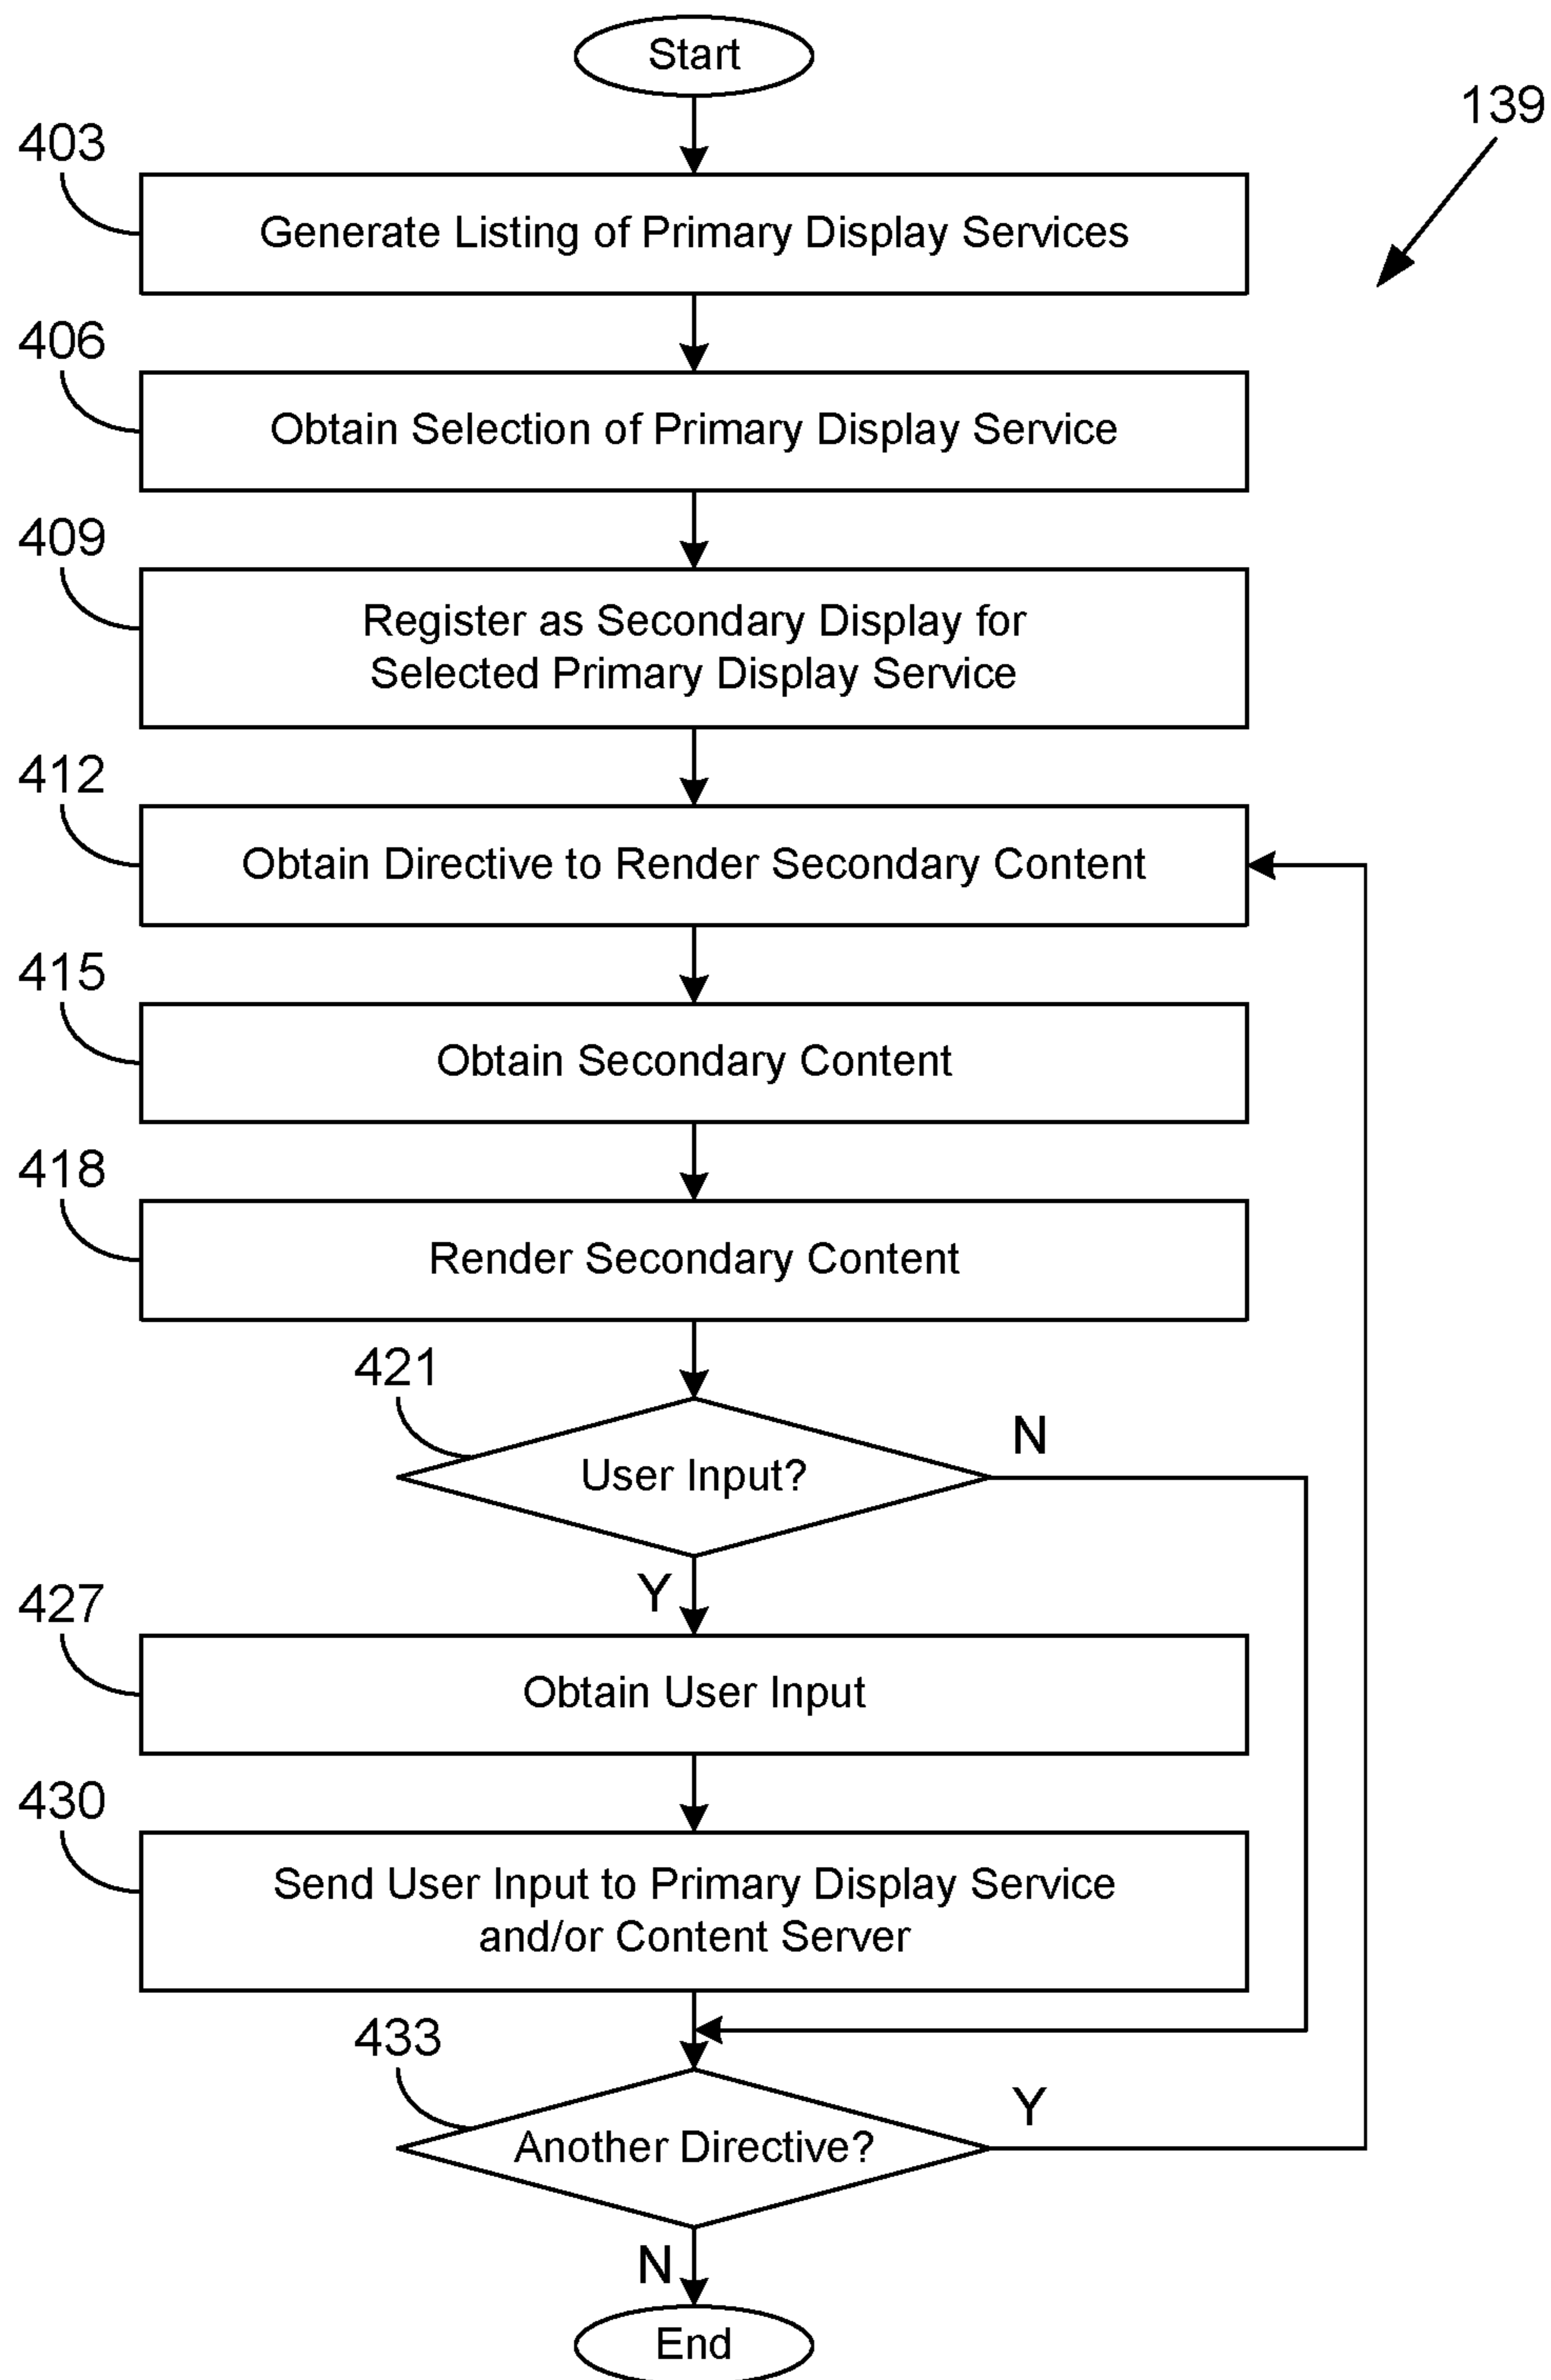 Start
139
403
Generate Listing of Primary Display Services
406
Obtain Selection of Primary Display Service
409
Register as Secondary Display for
Selected Primary Display Service
412
Obtain Directive to Render Secondary Content
415
Obtain Secondary Content
418
Render Secondary Content
421
User Input?
N
Y
427
Obtain User Input
430
Send User Input to Primary Display Service
and/or Content Server
433
Another Directive?
Y
N
End